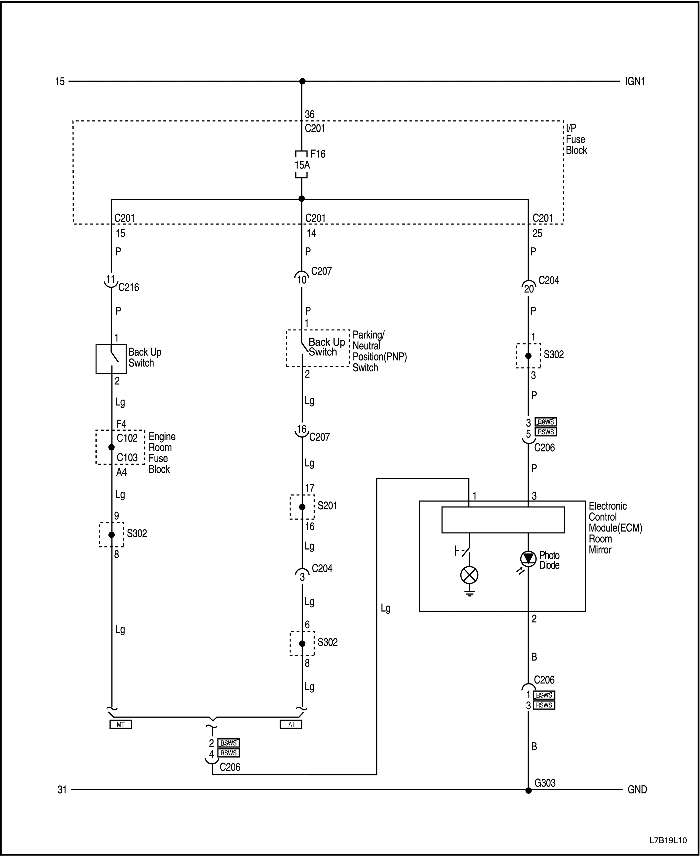 15
IGN1
36
C201
I/P
Fuse
Block
F16
15A
C201
C201
C201
15
14
25
P
P
P
11
C216
10
C207
20
C204
P
P
P
1
Back Up
Switch
2
1
Back Up
Switch
2
Parking/
Neutral
Position(PNP)
Switch
1
S302
3
Lg
Lg
P
F4
C102
C103
A4
Engine
Room
Fuse
Block
16
C207
3
5
C206
Lg
Lg
P
9
S302
8
17
S201
16
1
3
Electronic
Control
Module(ECM)
Room
Mirror
Photo
Diode
2
Lg
3
C204
Lg
Lg
Lg
6
S302
8
B
Lg
C206
1
3
MT
AT
2
BSWS
4
BSWS
C206
B
31
G303
GND
L7B19L10